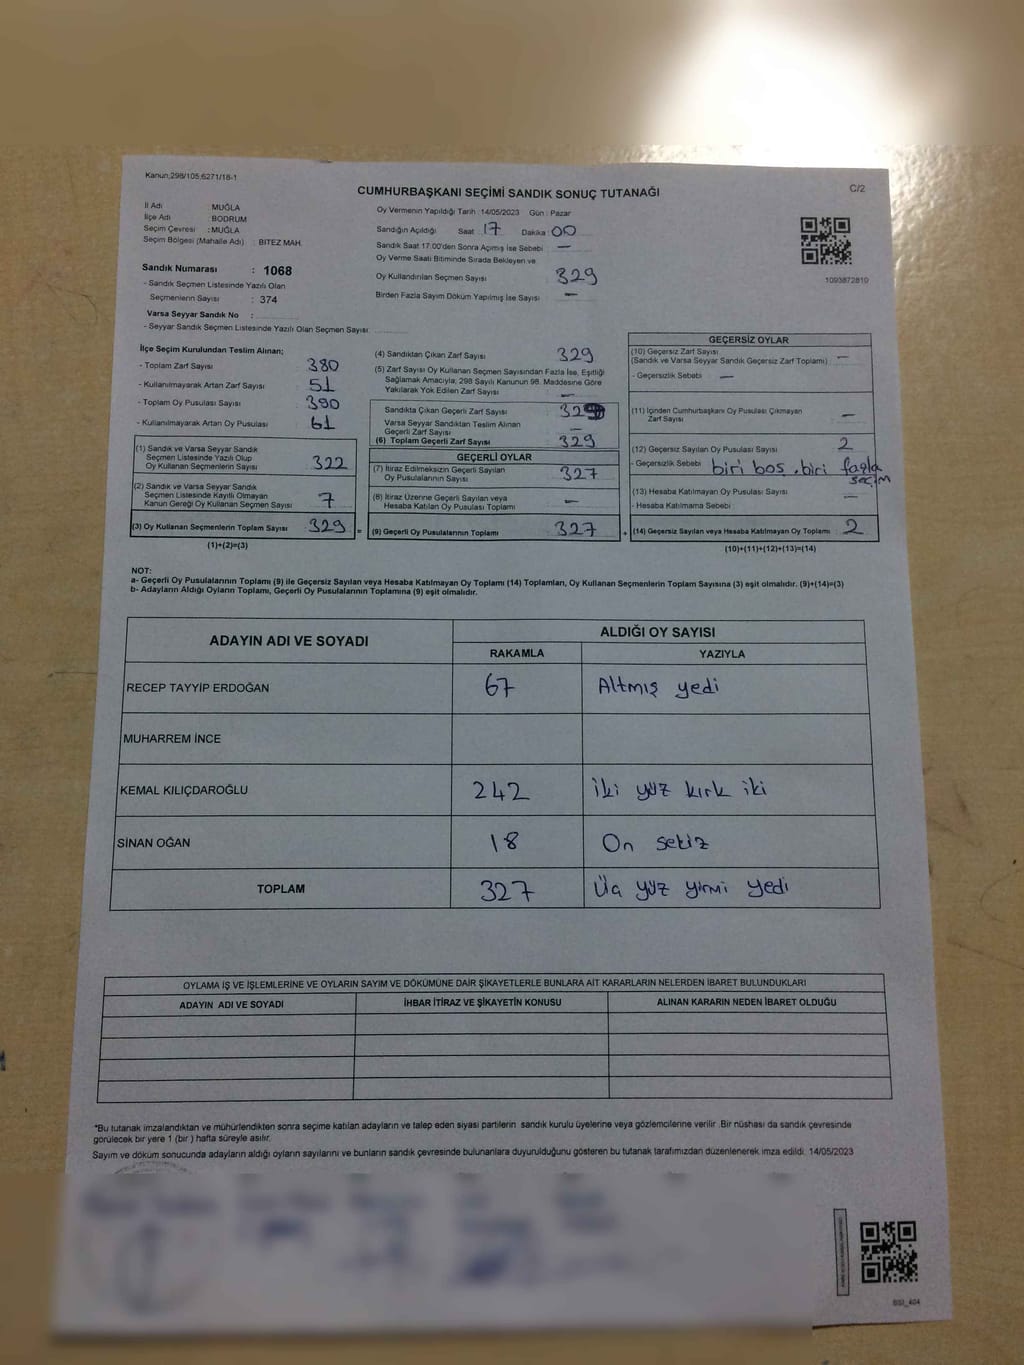 Kanun;298/105;6271/18-1
CUMHURBAŞKANI SEÇİMİ SANDIK SONUÇ TUTANAĞI
C/2
İl Adı MUĞLA
İlçe Adı BODRUM
Seçim Çevresi : MUĞLA
Seçim Bölgesi (Mahalle Adı) : BITEZ MAH.
Sandık Numarası : 1068
- Sandık Seçmen Listesinde Yazılı Olan
Seçmenlerin Sayısı : 374
Varsa Seyyar Sandık No :
- Seyyar Sandık Seçmen Listesinde Yazılı Olan Seçmen Sayısı
Oy Vermenin Yapıldığı Tarih :14/05/2023 Gün : Pazar
Sandığın Açıldığı Saat : 17 Dakika : 00
Sandık Saat 17:00'den Sonra Açımış İse Sebebi : —
Oy Verme Saati Bitiminde Sırada Bekleyen ve
Oy Kullandırılan Seçmen Sayısı 329
Birden Fazla Sayım Döküm Yapılmış İse Sayısı : —
1093872810
İlçe Seçim Kurulundan Teslim Alınan;
- Toplam Zarf Sayısı 380
- Kullanılmayarak Artan Zarf Sayısı 51
- Toplam Oy Pusulası Sayısı 390
- Kullanılmayarak Artan Oy Pusulası 61
(1) Sandık ve Varsa Seyyar Sandık
Seçmen Listesinde Yazılı Olup
Oy Kullanan Seçmenlerin Sayısı 322
(2) Sandık ve Varsa Seyyar Sandık
Seçmen Listesinde Kayıtlı Olmayan
Kanun Gereği Oy Kullanan Seçmen Sayısı 7
(3) Oy Kullanan Seçmenlerin Toplam Sayısı : 329 =
(1)+(2)=(3)
(4) Sandıktan Çıkan Zarf Sayısı 329
(5) Zarf Sayısı Oy Kullanan Seçmen Sayısından Fazla İse, Eşitliği
Sağlamak Amacıyla; 298 Sayılı Kanunun 98. Maddesine Göre
Yakılarak Yok Edilen Zarf Sayısı : —
Sandıkta Çıkan Geçerli Zarf Sayısı
Varsa Seyyar Sandıktan Teslim Alınan
Geçerli Zarf Sayısı —
(6) Toplam Geçerli Zarf Sayısı 329
GEÇERLİ OYLAR
(7) İtiraz Edilmeksizin Geçerli Sayılan
Oy Pusulalarının Sayısı 327
(8) İtiraz Üzerine Geçerli Sayılan veya
Hesaba Katılan Oy Pusulası Toplamı —
(9) Geçerli Oy Pusulalarının Toplamı 327 +
GEÇERSİZ OYLAR
(10) Geçersiz Zarf Sayısı
(Sandık ve Varsa Seyyar Sandık Geçersiz Zarf Toplamı) : —
- Geçersizlik Sebebi : —
(11) İçinden Cumhurbaşkanı Oy Pusulası Çıkmayan
Zarf Sayısı —
(12) Geçersiz Sayılan Oy Pusulası Sayısı 2
- Geçersizlik Sebebi : biri boş, biri fazla
seçim
(13) Hesaba Katılmayan Oy Pusulası Sayısı —
- Hesaba Katılmama Sebebi :
(14) Geçersiz Sayılan veya Hesaba Katılmayan Oy Toplamı : 2
(10)+(11)+(12)+(13)=(14)
NOT:
a- Geçerli Oy Pusulalarının Toplamı (9) ile Geçersiz Sayılan veya Hesaba Katılmayan Oy Toplamı (14) Toplamları, Oy Kullanan Seçmenlerin Toplam Sayısına (3) eşit olmalıdır. (9)+(14)=(3)
b- Adayların Aldığı Oyların Toplamı, Geçerli Oy Pusulalarının Toplamına (9) eşit olmalıdır.
ADAYIN ADI VE SOYADI ALDIĞI OY SAYISI
RAKAMLA YAZIYLA
RECEP TAYYİP ERDOĞAN 67 Altmış yedi
MUHARREM İNCE
KEMAL KILIÇDAROĞLU 242 İki yüz kırk iki
SİNAN OĞAN 18 On sekiz
TOPLAM 327 Üç yüz yirmi yedi
OYLAMA İŞ VE İŞLEMLERİNE VE OYLARIN SAYIM VE DÖKÜMÜNE DAİR ŞİKAYETLERLE BUNLARA AİT KARARLARIN NELERDEN İBARET BULUNDUKLARI
ADAYIN ADI VE SOYADI İHBAR İTİRAZ VE ŞİKAYETİN KONUSU ALINAN KARARIN NEDEN İBARET OLDUĞU
*Bu tutanak imzalandıktan ve mühürlendikten sonra seçime katılan adayların ve talep eden siyasi partilerin sandık kurulu üyelerine veya gözlemcilerine verilir. Bir nüshası da sandık çevresinde
görülecek bir yere 1 (bir ) hafta süreyle asılır.
Sayım ve döküm sonucunda adayların aldığı oyların sayılarını ve bunların sandık çevresinde bulunanlara duyurulduğunu gösteren bu tutanak tarafımızdan düzenlenerek imza edildi. 14/05/2023
BSI_404